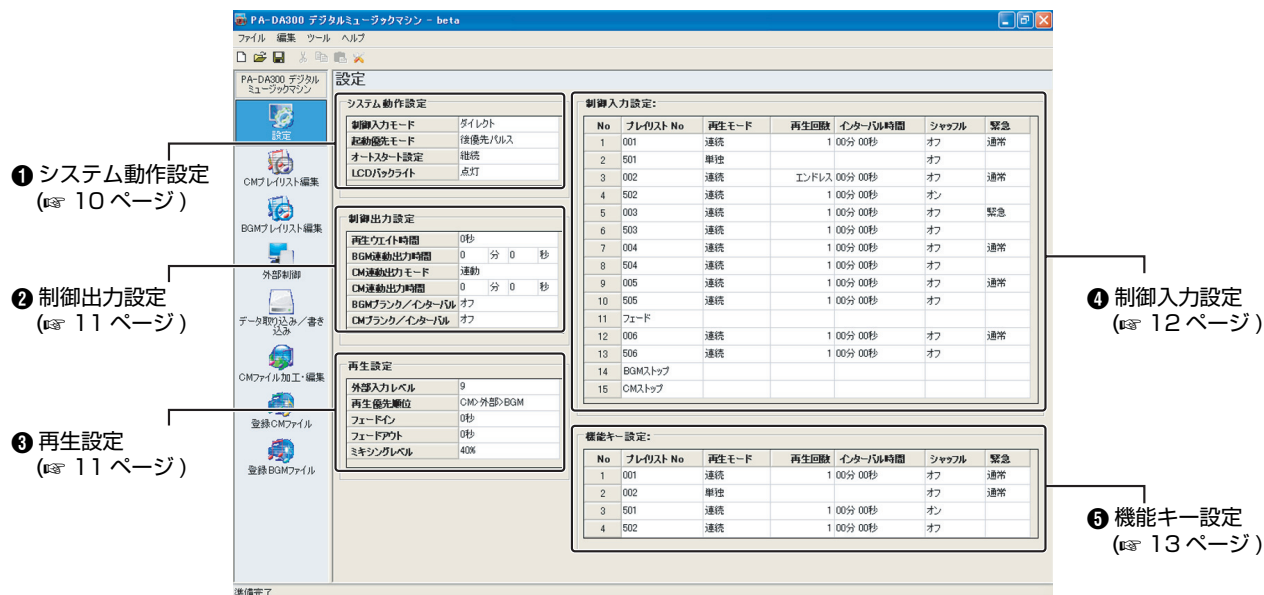 PA-DA300 デジタルミュージックマシン - beta
ファイル 編集 ツール ヘルプ
PA-DA300 デジタル
ミュージックマシン
設定
CMプレイリスト編集
BGMプレイリスト編集
外部制御
データ取り込み／書き
込み
CMファイル加工・編集
登録CMファイル
登録BGMファイル
設定
システム動作設定
制御入力モード ダイレクト
起動優先モード 後優先パルス
オートスタート設定 継続
LCDバックライト 点灯
制御出力設定
再生ウエイト時間 0秒
BGM連動出力時間 0 分 0 秒
CM連動出力モード 連動
CM連動出力時間 0 分 0 秒
BGMブランク／インターバル オフ
CMブランク／インターバル オフ
再生設定
外部入力レベル 9
再生優先順位 CM>外部>BGM
フェードイン 0秒
フェードアウト 0秒
ミキシングレベル 40%
制御入力設定:
No プレイリスト No 再生モード 再生回数 インターバル時間 シャッフル 緊急
1 001 連続 1 00分 00秒 オフ 通常
2 501 単独 オフ
3 002 連続 エンドレス 00分 00秒 オフ 通常
4 502 連続 1 00分 00秒 オン
5 003 連続 1 00分 00秒 オフ 緊急
6 503 連続 1 00分 00秒 オフ
7 004 連続 1 00分 00秒 オフ 通常
8 504 連続 1 00分 00秒 オフ
9 005 連続 1 00分 00秒 オフ 通常
10 505 連続 1 00分 00秒 オフ
11 フェード
12 006 連続 1 00分 00秒 オフ 通常
13 506 連続 1 00分 00秒 オフ
14 BGMストップ
15 CMストップ
機能キー設定:
No プレイリスト No 再生モード 再生回数 インターバル時間 シャッフル 緊急
1 001 連続 1 00分 00秒 オフ 通常
2 002 単独 オフ 通常
3 501 連続 1 00分 00秒 オン
4 502 連続 1 00分 00秒 オフ
準備完了
❶ システム動作設定
(☞ 10 ページ )
❷ 制御出力設定
(☞ 11 ページ )
❸ 再生設定
(☞ 11 ページ )
❹ 制御入力設定
(☞ 12 ページ )
❺ 機能キー設定
(☞ 13 ページ )